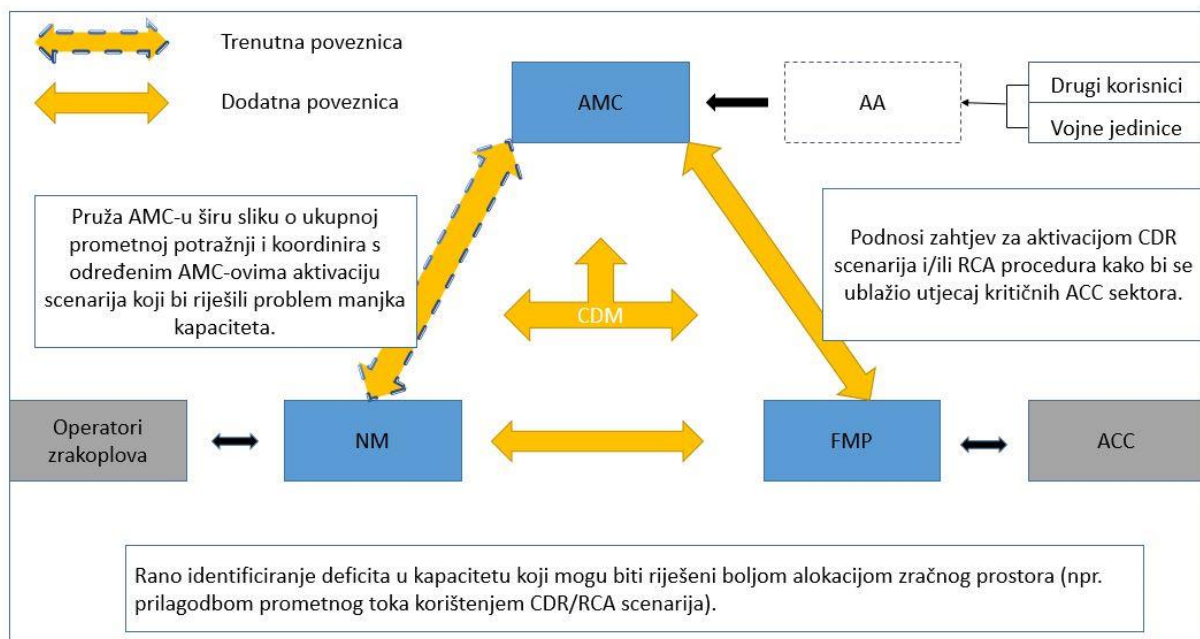 Trenutna poveznica
Dodatna poveznica
AMC
AA
Drugi korisnici
Vojne jedinice
Pruža AMC-u širu sliku o ukupnoj
prometnoj potražnji i koordinira s
određenim AMC-ovima aktivaciju
scenarija koji bi riješili problem manjka
kapaciteta.
Podnosi zahtjev za aktivacijom CDR
scenarija i/ili RCA procedura kako bi se
ublažio utjecaj kritičnih ACC sektora.
CDM
Operatori
zrakoplova
NM
FMP
ACC
Rano identificiranje deficita u kapacitetu koji mogu biti riješeni boljom alokacijom zračnog prostora (npr.
prilagodbom prometnog toka korištenjem CDR/RCA scenarija).